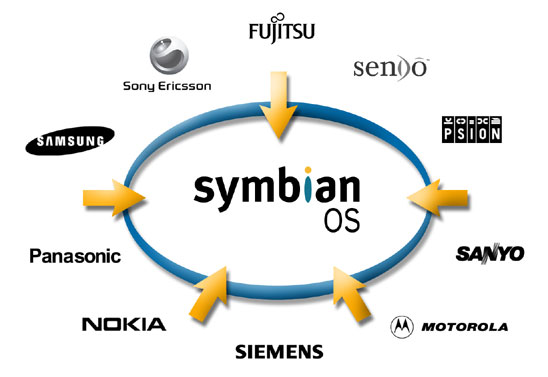 FUJITSU
Sony Ericsson
sendo
SAMSUNG
PSION
symbian
OS
Panasonic
SANYO
NOKIA
MOTOROLA
SIEMENS